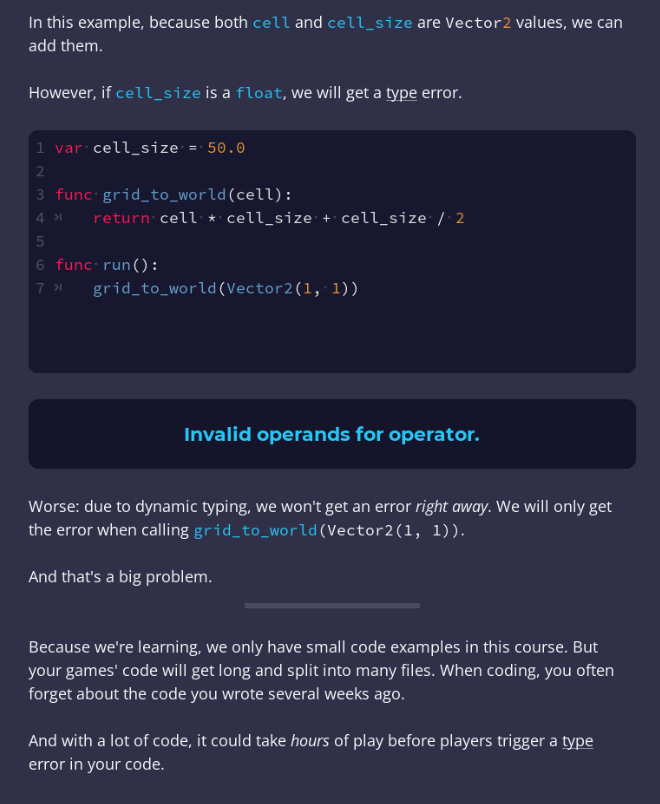 In this example, because both cell and cell_size are Vector2 values, we can
add them.
However, if cell_size is a float, we will get a type error.
1 var cell_size = 50.0
2
3 func grid_to_world(cell):
4 return cell * cell_size + cell_size / 2
5
6 func run():
7 grid_to_world(Vector2(1, 1))
Invalid operands for operator.
Worse: due to dynamic typing, we won't get an error right away. We will only get
the error when calling grid_to_world(Vector2(1, 1)).
And that's a big problem.
Because we're learning, we only have small code examples in this course. But
your games' code will get long and split into many files. When coding, you often
forget about the code you wrote several weeks ago.
And with a lot of code, it could take hours of play before players trigger a type
error in your code.